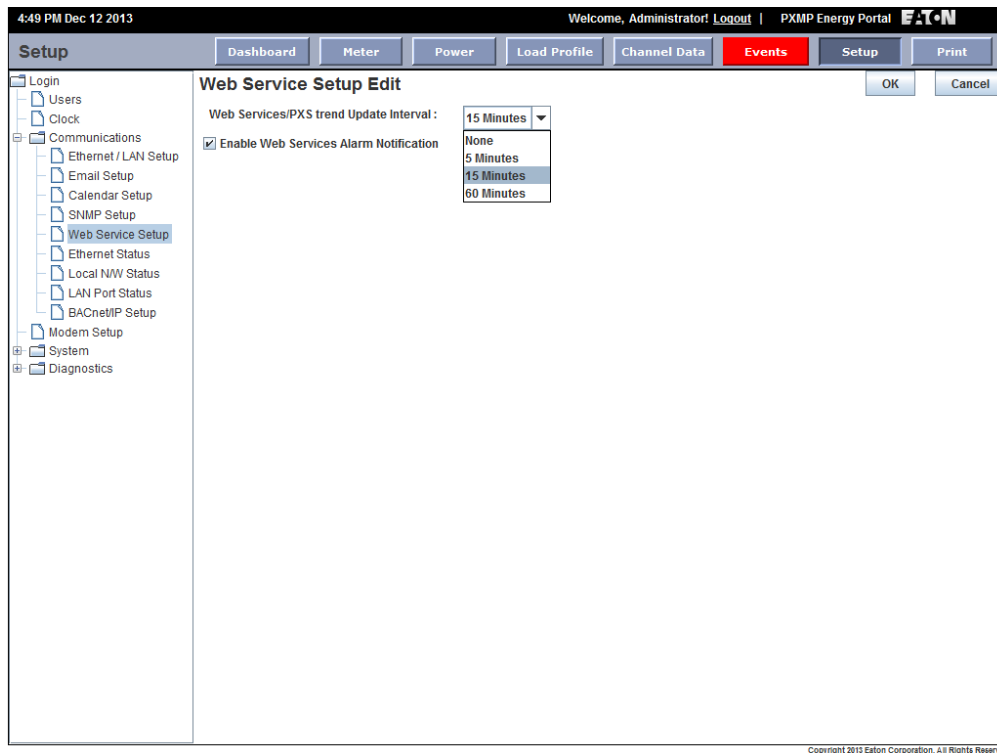 4:49 PM Dec 12 2013
Welcome, Administrator! Logout | PXMP Energy Portal EATON
Setup
Dashboard Meter Power Load Profile Channel Data Events Setup Print
Login
Users
Clock
Communications
Ethernet / LAN Setup
Email Setup
Calendar Setup
SNMP Setup
Web Service Setup
Ethernet Status
Local N/W Status
LAN Port Status
BACnet/IP Setup
Modem Setup
System
Diagnostics
Web Service Setup Edit
OK Cancel
Web Services/PXS trend Update Interval : 15 Minutes
Enable Web Services Alarm Notification
None
5 Minutes
15 Minutes
60 Minutes
Copyright 2013 Eaton Corporation. All Rights Reser